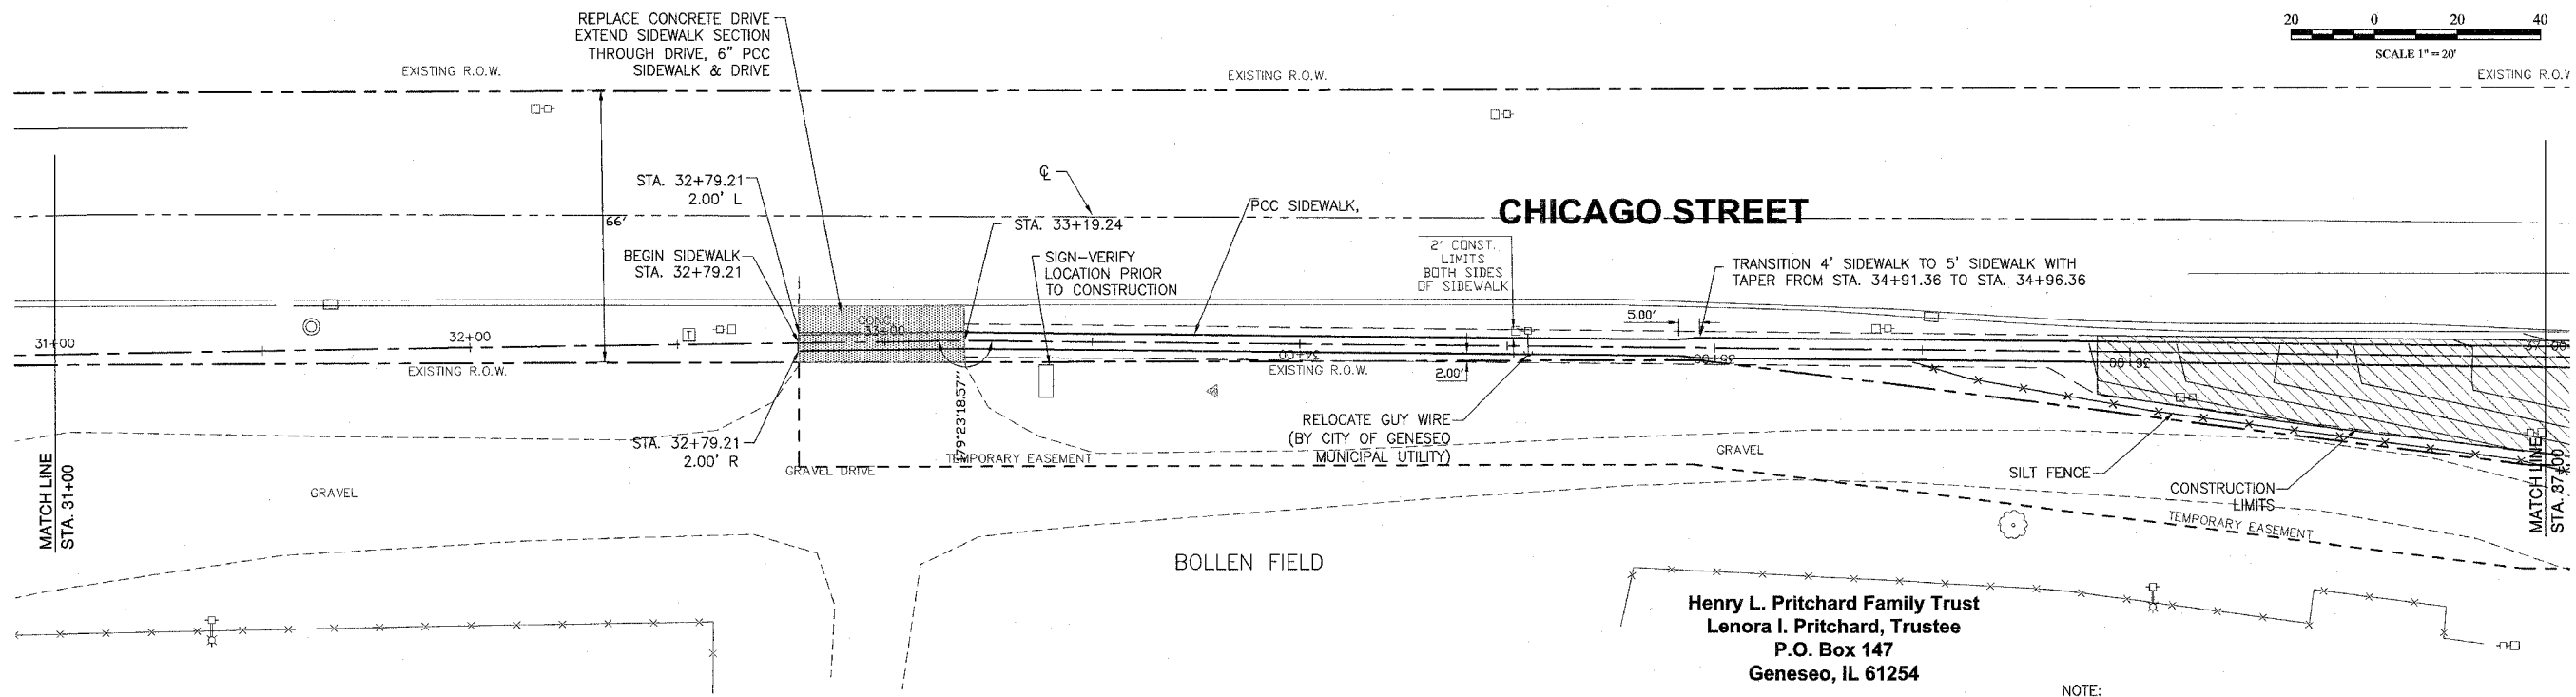 REPLACE CONCRETE DRIVE
EXTEND SIDEWALK SECTION
THROUGH DRIVE, 6" PCC
SIDEWALK & DRIVE
20 0 20 40
SCALE 1" = 20'
EXISTING R.O.W.
EXISTING R.O.W.
EXISTING R.O.W
STA. 32+79.21
2.00' L
66'
℄
PCC SIDEWALK,
CHICAGO STREET
STA. 33+19.24
BEGIN SIDEWALK
STA. 32+79.21
SIGN-VERIFY
LOCATION PRIOR
TO CONSTRUCTION
2' CONST.
LIMITS
BOTH SIDES
OF SIDEWALK
TRANSITION 4' SIDEWALK TO 5' SIDEWALK WITH
TAPER FROM STA. 34+91.36 TO STA. 34+96.36
5.00'
CONC.
33+00
T
31+00
32+00
34+00
35+00
36+00
37+00
EXISTING R.O.W.
EXISTING R.O.W.
2.00'
179°23'18.57"
STA. 32+79.21
2.00' R
RELOCATE GUY WIRE
(BY CITY OF GENESEO
MUNICIPAL UTILITY)
GRAVEL DRIVE
TEMPORARY EASEMENT
GRAVEL
GRAVEL
SILT FENCE
CONSTRUCTION
LIMITS
TEMPORARY EASEMENT
MATCH LINE
STA. 31+00
MATCH LINE
STA. 37+00
BOLLEN FIELD
Henry L. Pritchard Family Trust
Lenora I. Pritchard, Trustee
P.O. Box 147
Geneseo, IL 61254
NOTE: